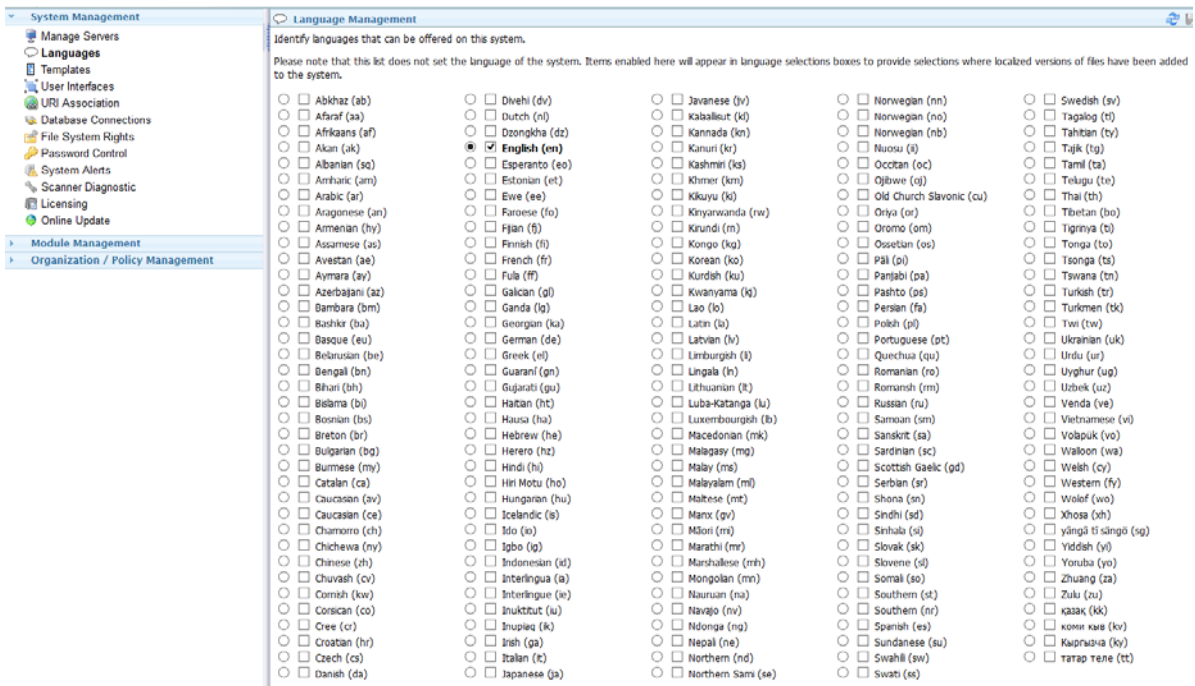 System Management
Manage Servers
Languages
Templates
User Interfaces
URI Association
Database Connections
File System Rights
Password Control
System Alerts
Scanner Diagnostic
Licensing
Online Update
Module Management
Organization / Policy Management
Language Management
Identify languages that can be offered on this system.
Please note that this list does not set the language of the system. Items enabled here will appear in language selections boxes to provide selections where localized versions of files have been added
to the system.
Abkhaz (ab)
Afaraf (aa)
Afrikaans (af)
Akan (ak)
Albanian (sq)
Amharic (am)
Arabic (ar)
Aragonese (an)
Armenian (hy)
Assamese (as)
Avestan (ae)
Aymara (ay)
Azerbaijani (az)
Bambara (bm)
Bashkir (ba)
Basque (eu)
Belarusian (be)
Bengali (bn)
Bihari (bh)
Bislama (bi)
Bosnian (bs)
Breton (br)
Bulgarian (bg)
Burmese (my)
Catalan (ca)
Caucasian (av)
Caucasian (ce)
Chamorro (ch)
Chichewa (ny)
Chinese (zh)
Chuvash (cv)
Cornish (kw)
Corsican (co)
Cree (cr)
Croatian (hr)
Czech (cs)
Danish (da)
Divehi (dv)
Dutch (nl)
Dzongkha (dz)
English (en)
Esperanto (eo)
Estonian (et)
Ewe (ee)
Faroese (fo)
Fijian (fj)
Finnish (fi)
French (fr)
Fula (ff)
Galician (gl)
Ganda (lg)
Georgian (ka)
German (de)
Greek (el)
Guaraní (gn)
Gujarati (gu)
Haitian (ht)
Hausa (ha)
Hebrew (he)
Herero (hz)
Hindi (hi)
Hiri Motu (ho)
Hungarian (hu)
Icelandic (is)
Ido (io)
Igbo (ig)
Indonesian (id)
Interlingua (ia)
Interlingue (ie)
Inuktitut (iu)
Inupiaq (ik)
Irish (ga)
Italian (it)
Japanese (ja)
Javanese (jv)
Kalaallisut (kl)
Kannada (kn)
Kanuri (kr)
Kashmiri (ks)
Khmer (km)
Kikuyu (ki)
Kinyarwanda (rw)
Kirundi (rn)
Kongo (kg)
Korean (ko)
Kurdish (ku)
Kwanyama (kj)
Lao (lo)
Latin (la)
Latvian (lv)
Limburgish (li)
Lingala (ln)
Lithuanian (lt)
Luba-Katanga (lu)
Luxembourgish (lb)
Macedonian (mk)
Malagasy (mg)
Malay (ms)
Malayalam (ml)
Maltese (mt)
Manx (gv)
Māori (mi)
Marathi (mr)
Marshallese (mh)
Mongolian (mn)
Nauruan (na)
Navajo (nv)
Ndonga (ng)
Nepali (ne)
Northern (nd)
Northern Sami (se)
Norwegian (nn)
Norwegian (no)
Norwegian (nb)
Nuosu (ii)
Occitan (oc)
Ojibwe (oj)
Old Church Slavonic (cu)
Oriya (or)
Oromo (om)
Ossetian (os)
Pāli (pi)
Panjabi (pa)
Pashto (ps)
Persian (fa)
Polish (pl)
Portuguese (pt)
Quechua (qu)
Romanian (ro)
Romansh (rm)
Russian (ru)
Samoan (sm)
Sanskrit (sa)
Sardinian (sc)
Scottish Gaelic (gd)
Serbian (sr)
Shona (sn)
Sindhi (sd)
Sinhala (si)
Slovak (sk)
Slovene (sl)
Somali (so)
Southern (st)
Southern (nr)
Spanish (es)
Sundanese (su)
Swahili (sw)
Swati (ss)
Swedish (sv)
Tagalog (tl)
Tahitian (ty)
Tajik (tg)
Tamil (ta)
Telugu (te)
Thai (th)
Tibetan (bo)
Tigrinya (ti)
Tonga (to)
Tsonga (ts)
Tswana (tn)
Turkish (tr)
Turkmen (tk)
Twi (tw)
Ukrainian (uk)
Urdu (ur)
Uyghur (ug)
Uzbek (uz)
Venda (ve)
Vietnamese (vi)
Volapük (vo)
Walloon (wa)
Welsh (cy)
Western (fy)
Wolof (wo)
Xhosa (xh)
yângâ tî sängö (sg)
Yiddish (yi)
Yoruba (yo)
Zhuang (za)
Zulu (zu)
қазақ (kk)
коми кыв (kv)
Кыргызча (ky)
татар теле (tt)